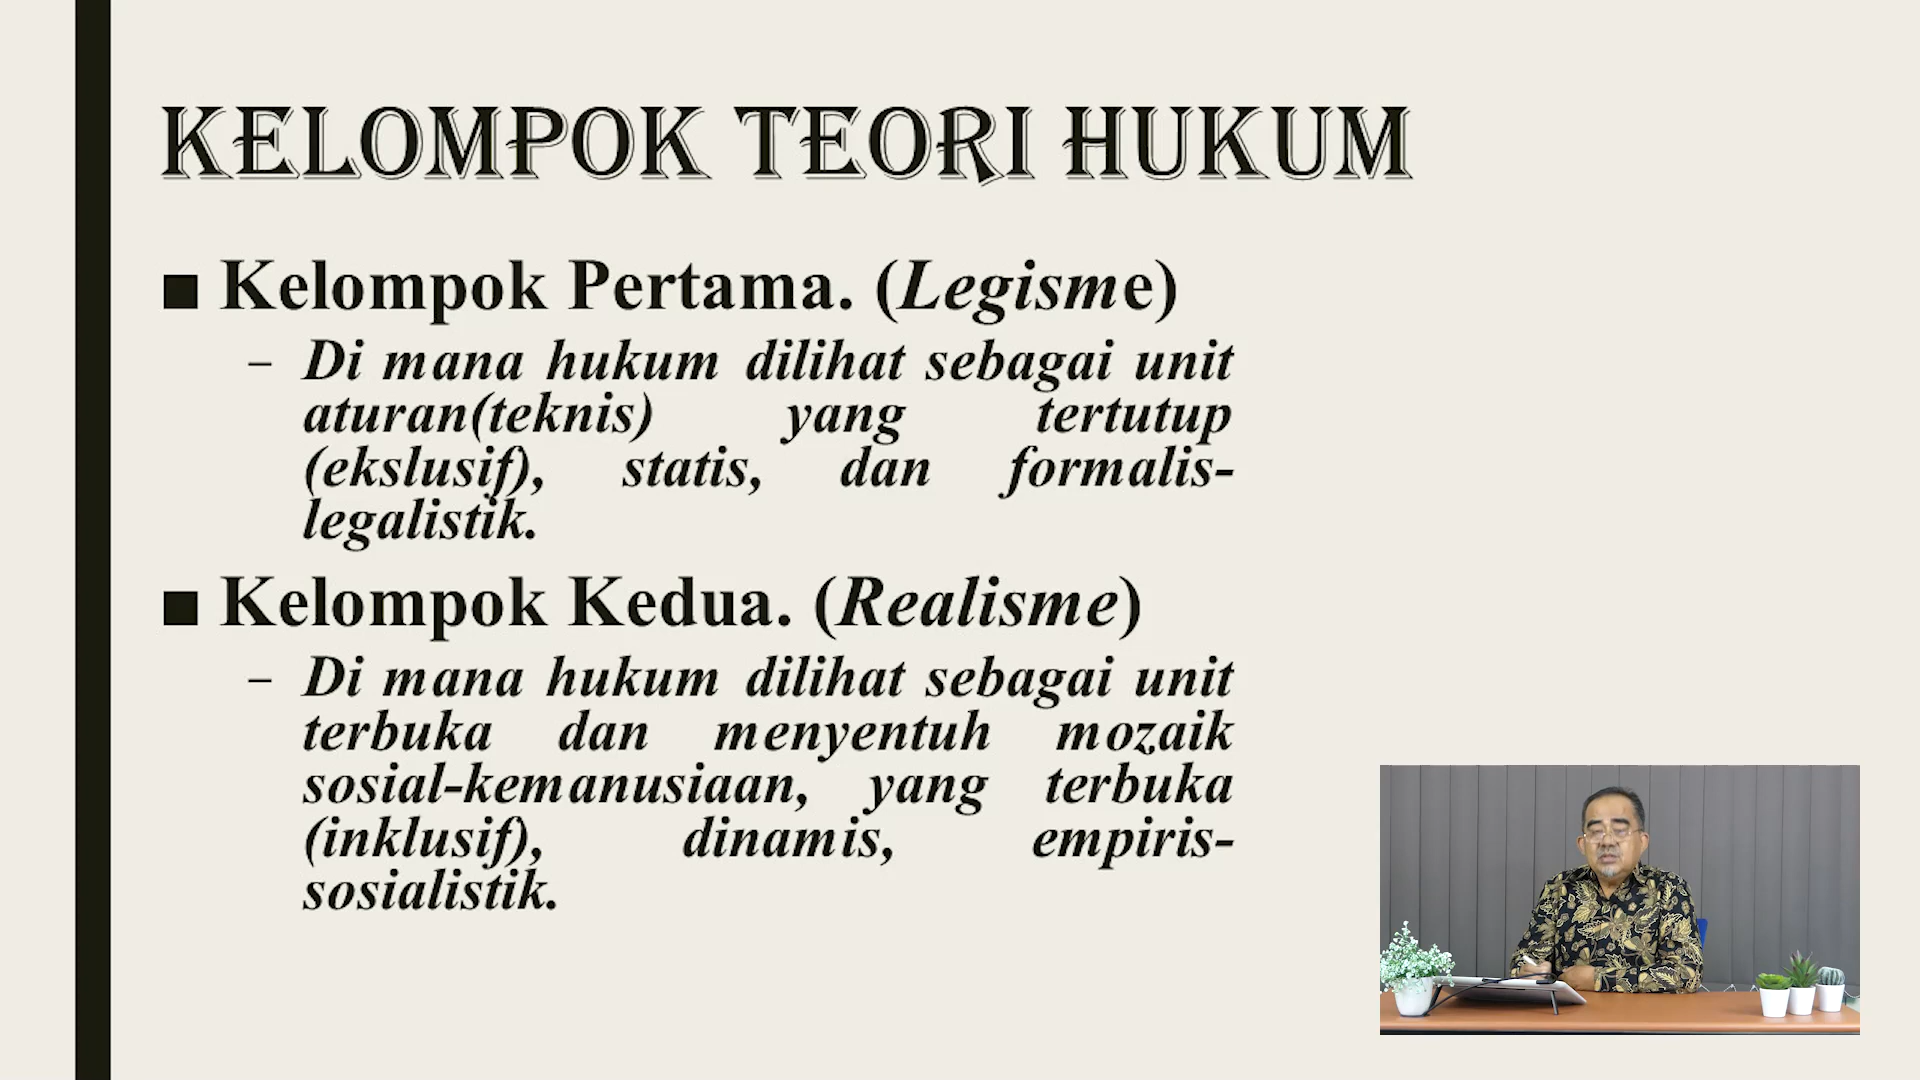 KELOMPOK TEORI HUKUM
■ Kelompok Pertama. (Legisme)
– Di mana hukum dilihat sebagai unit
aturan(teknis) yang tertutup
(ekslusif), statis, dan formalis-
legalistik.
■ Kelompok Kedua. (Realisme)
– Di mana hukum dilihat sebagai unit
terbuka dan menyentuh mozaik
sosial-kemanusiaan, yang terbuka
(inklusif), dinamis, empiris-
sosialistik.